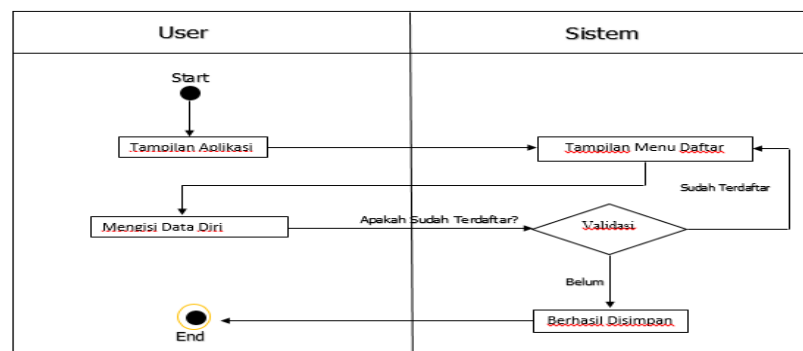 User
Sistem
Start
Tampilan Aplikasi
Tampilan Menu Daftar
Sudah Terdaftar
Mengisi Data Diri
Apakah Sudah Terdaftar?
Validasi
Belum
Berhasil Disimpan
End